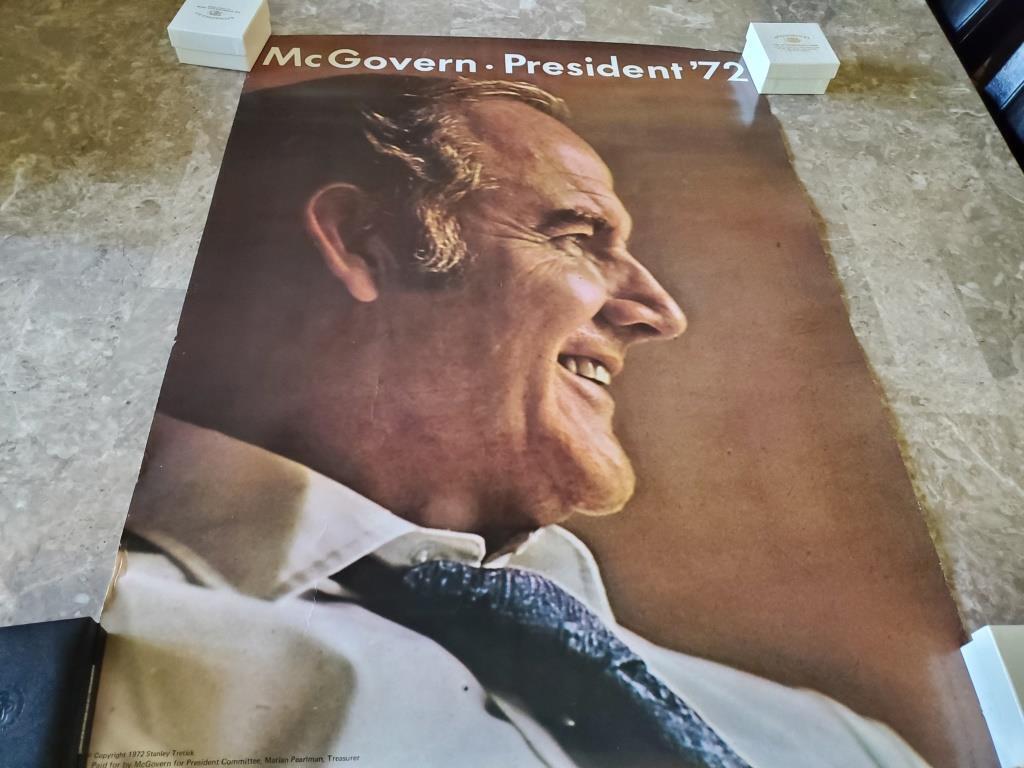 McGovern · President '72
Copyright 1972 Stanley Tretick
Paid for by McGovern for President Committee, Marian Pearlman, Treasurer